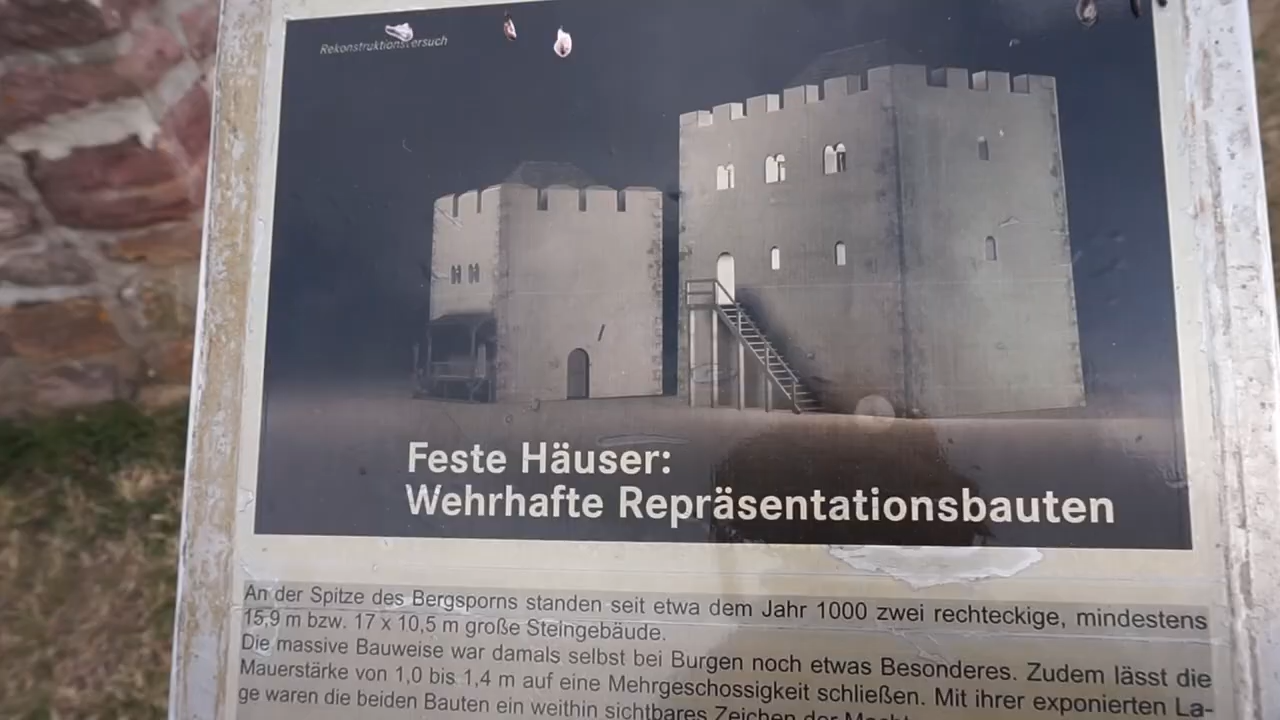 Rekonstruktionsversuch
Feste Häuser:
Wehrhafte Repräsentationsbauten
An der Spitze des Bergsporns standen seit etwa dem Jahr 1000 zwei rechteckige, mindestens
15,9 m bzw. 17 x 10,5 m große Steingebäude.
Die massive Bauweise war damals selbst bei Burgen noch etwas Besonderes. Zudem lässt die
Mauerstärke von 1,0 bis 1,4 m auf eine Mehrgeschossigkeit schließen. Mit ihrer exponierten La-
ge waren die beiden Bauten ein weithin sichtbares Zeichen der